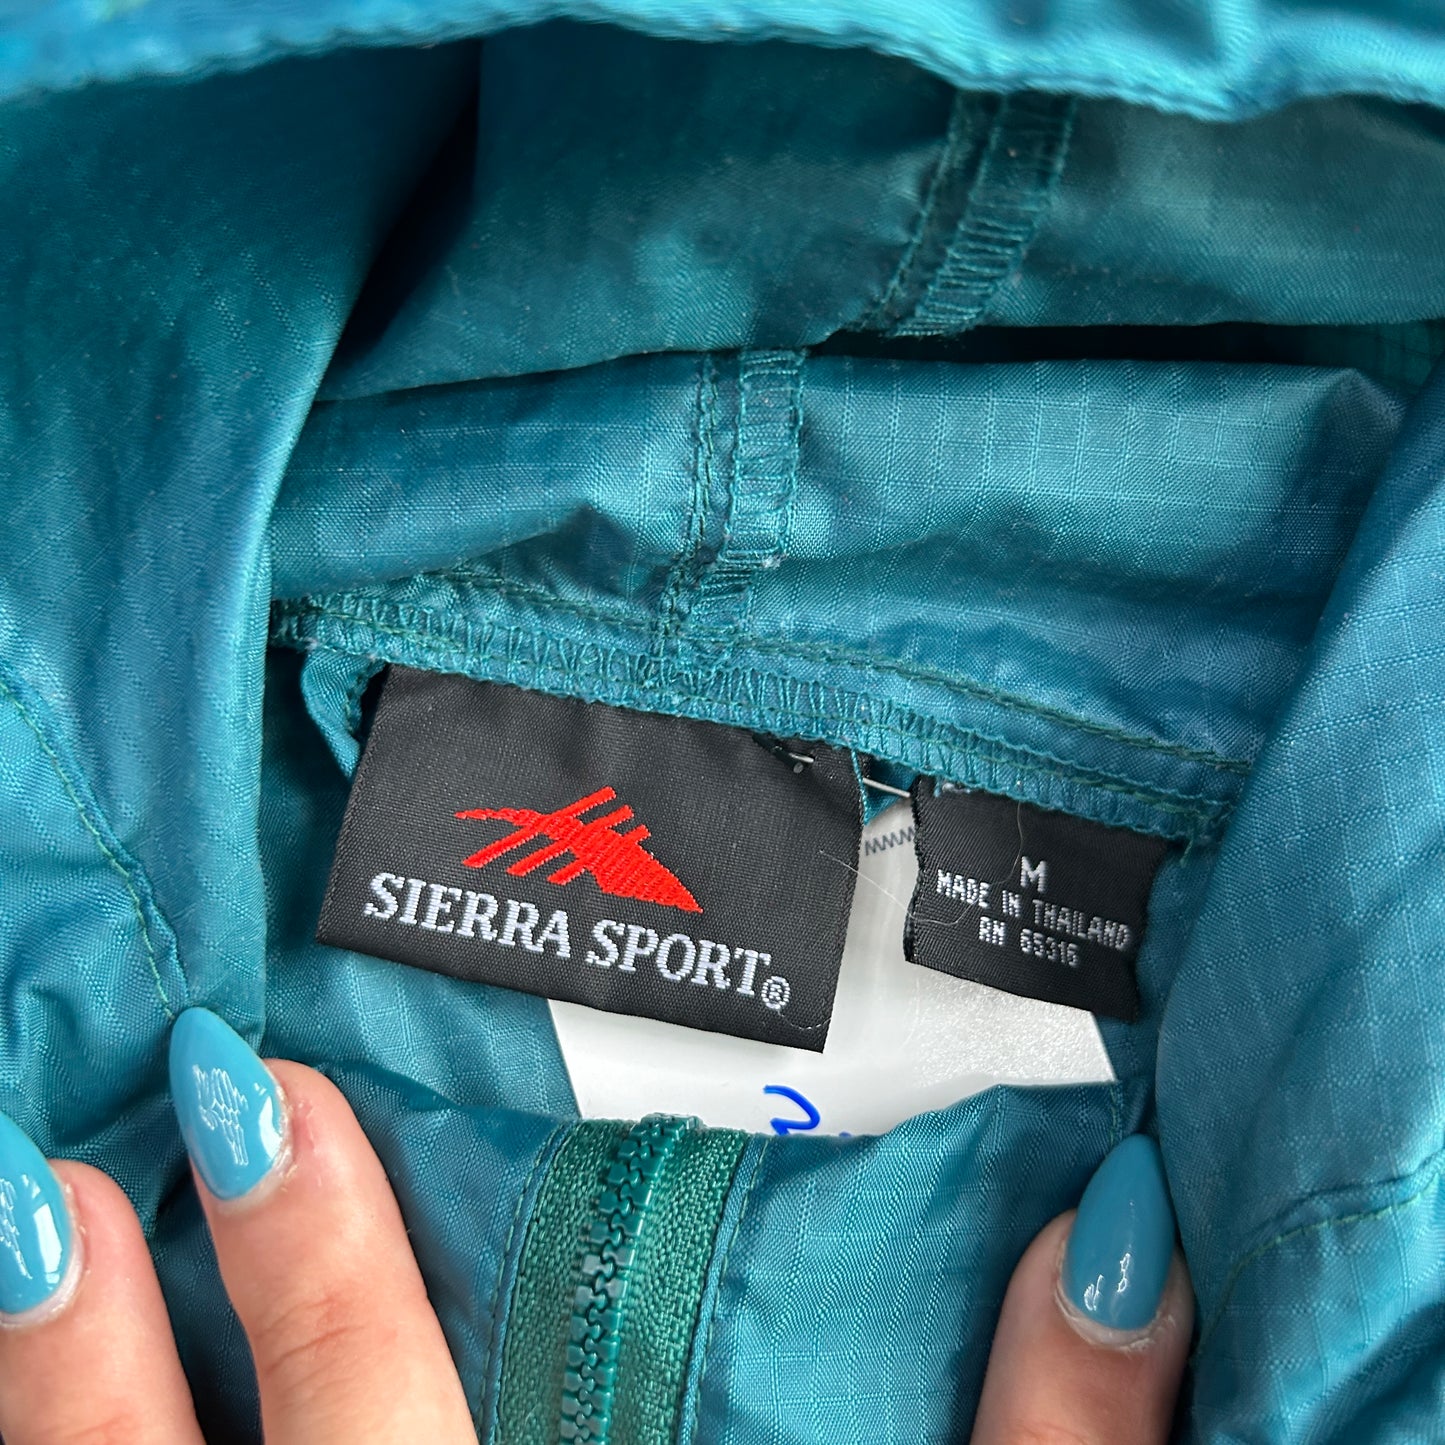 SIERRA SPORT®
M
MADE IN THAILAND
RN 65316